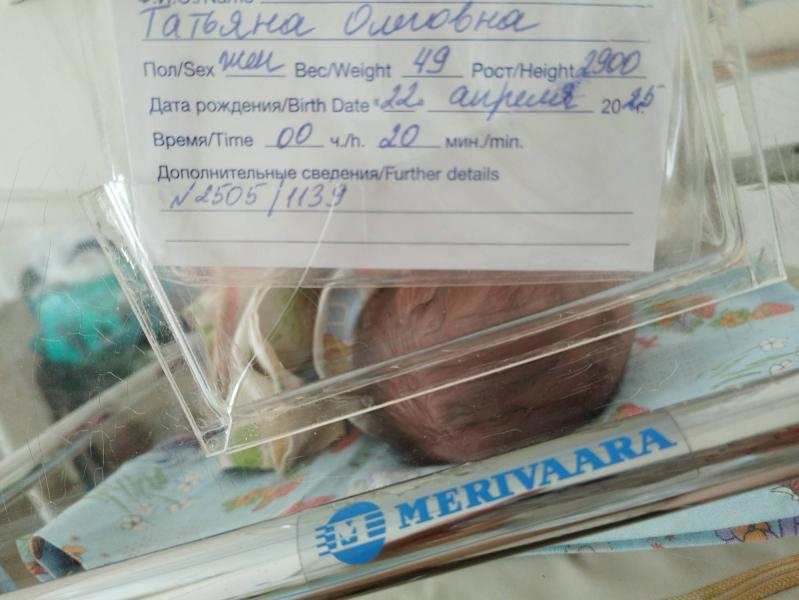 Ф.И.О./Name
Татьяна Олеговна
Пол/Sex жен Вес/Weight 49 Рост/Height 2900
Дата рождения/Birth Date «22» апреля 2025 г.
Время/Time 00 ч./h. 20 мин./min.
Дополнительные сведения/Further details
N2505/1139
MERIVAARA